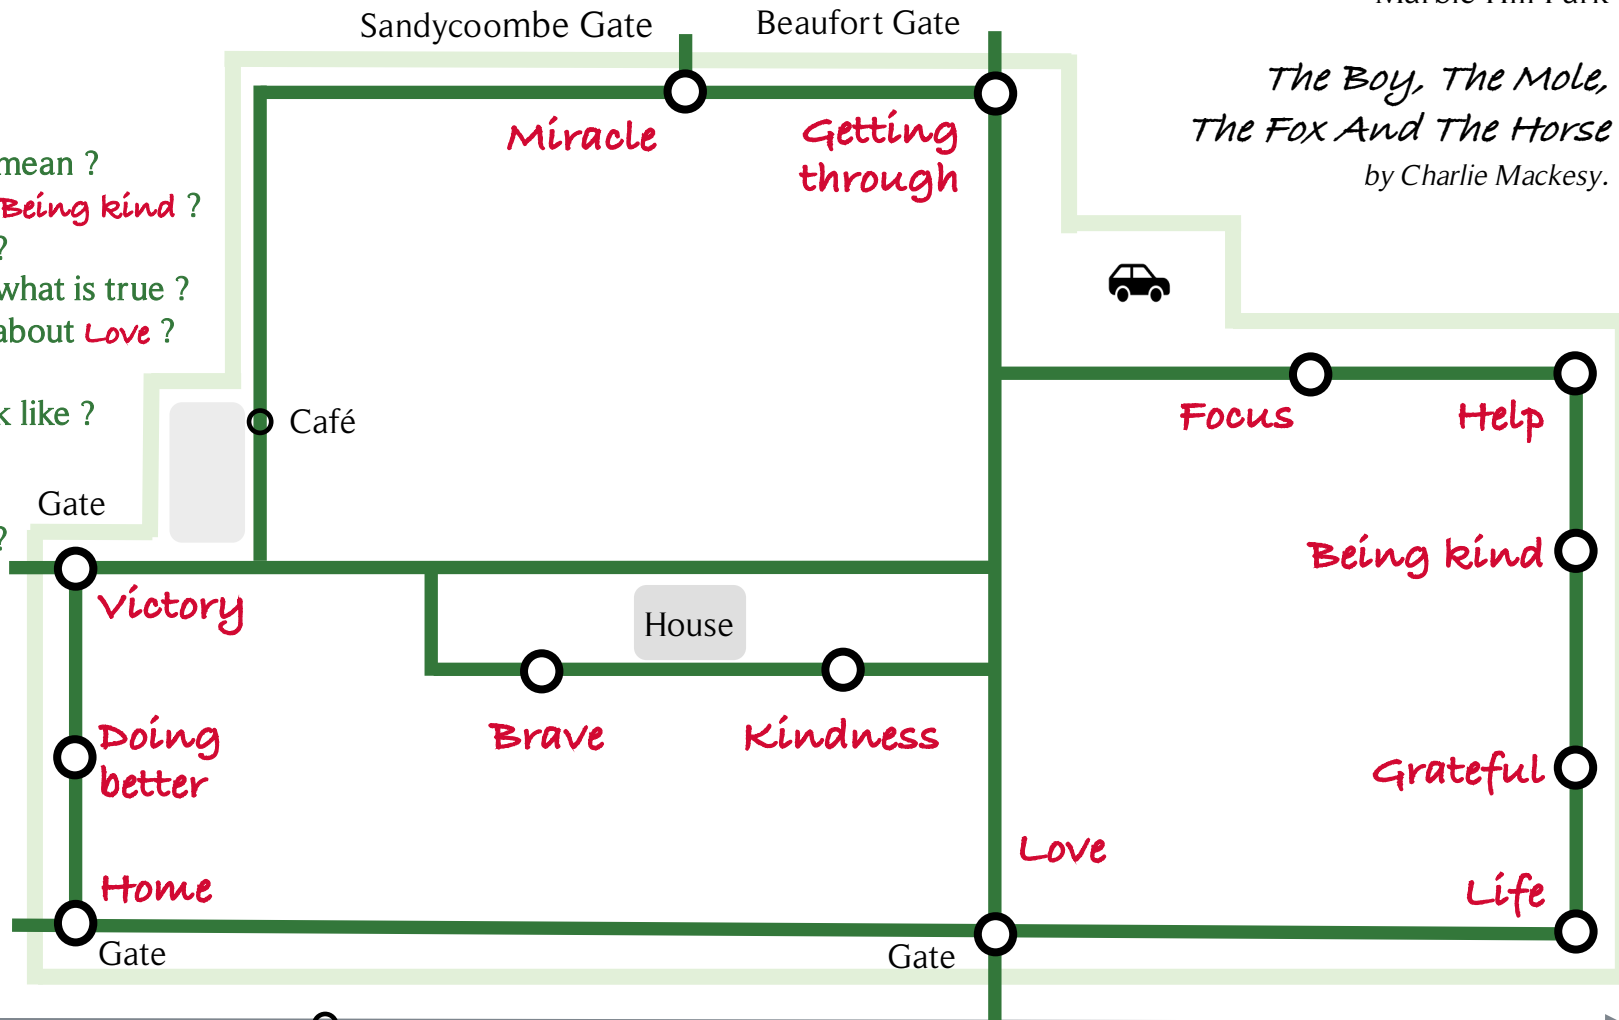 Sandycoombe Gate
Beaufort Gate
The Boy, The Mole,
The Fox And The Horse
by Charlie Mackesy.
Miracle
Getting
through
mean ?
Being kind ?
?
what is true ?
about Love ?
like ?
?
Café
Focus
Help
Gate
Being kind
Victory
House
Brave
Kindness
Doing
better
Grateful
Love
Home
Life
Gate
Gate